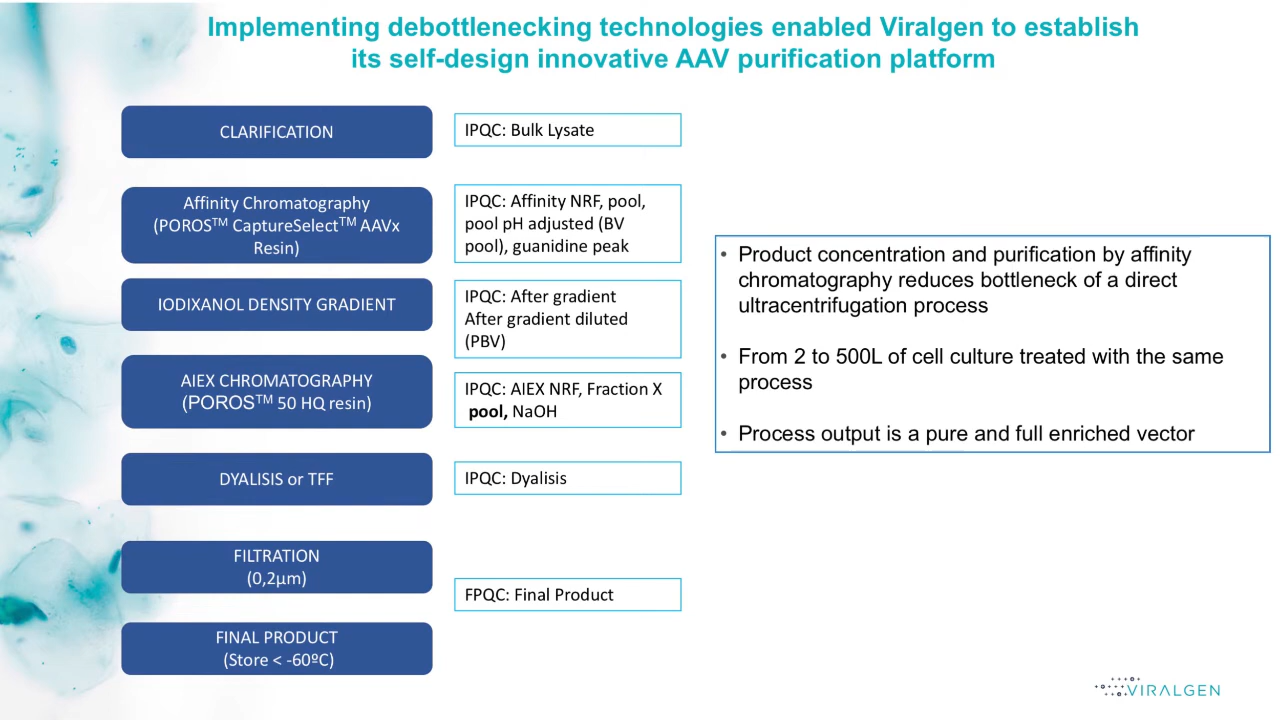 Implementing debottlenecking technologies enabled Viralgen to establish
its self-design innovative AAV purification platform
CLARIFICATION
IPQC: Bulk Lysate
Affinity Chromatography
(POROS™ CaptureSelect™ AAVx
Resin)
IPQC: Affinity NRF, pool,
pool pH adjusted (BV
pool), guanidine peak
IODIXANOL DENSITY GRADIENT
IPQC: After gradient
After gradient diluted
(PBV)
AIEX CHROMATOGRAPHY
(POROS™ 50 HQ resin)
IPQC: AIEX NRF, Fraction X
pool, NaOH
DYALISIS or TFF
IPQC: Dyalisis
FILTRATION
(0,2µm)
FPQC: Final Product
FINAL PRODUCT
(Store < -60ºC)
• Product concentration and purification by affinity
chromatography reduces bottleneck of a direct
ultracentrifugation process
• From 2 to 500L of cell culture treated with the same
process
• Process output is a pure and full enriched vector
VIRALGEN